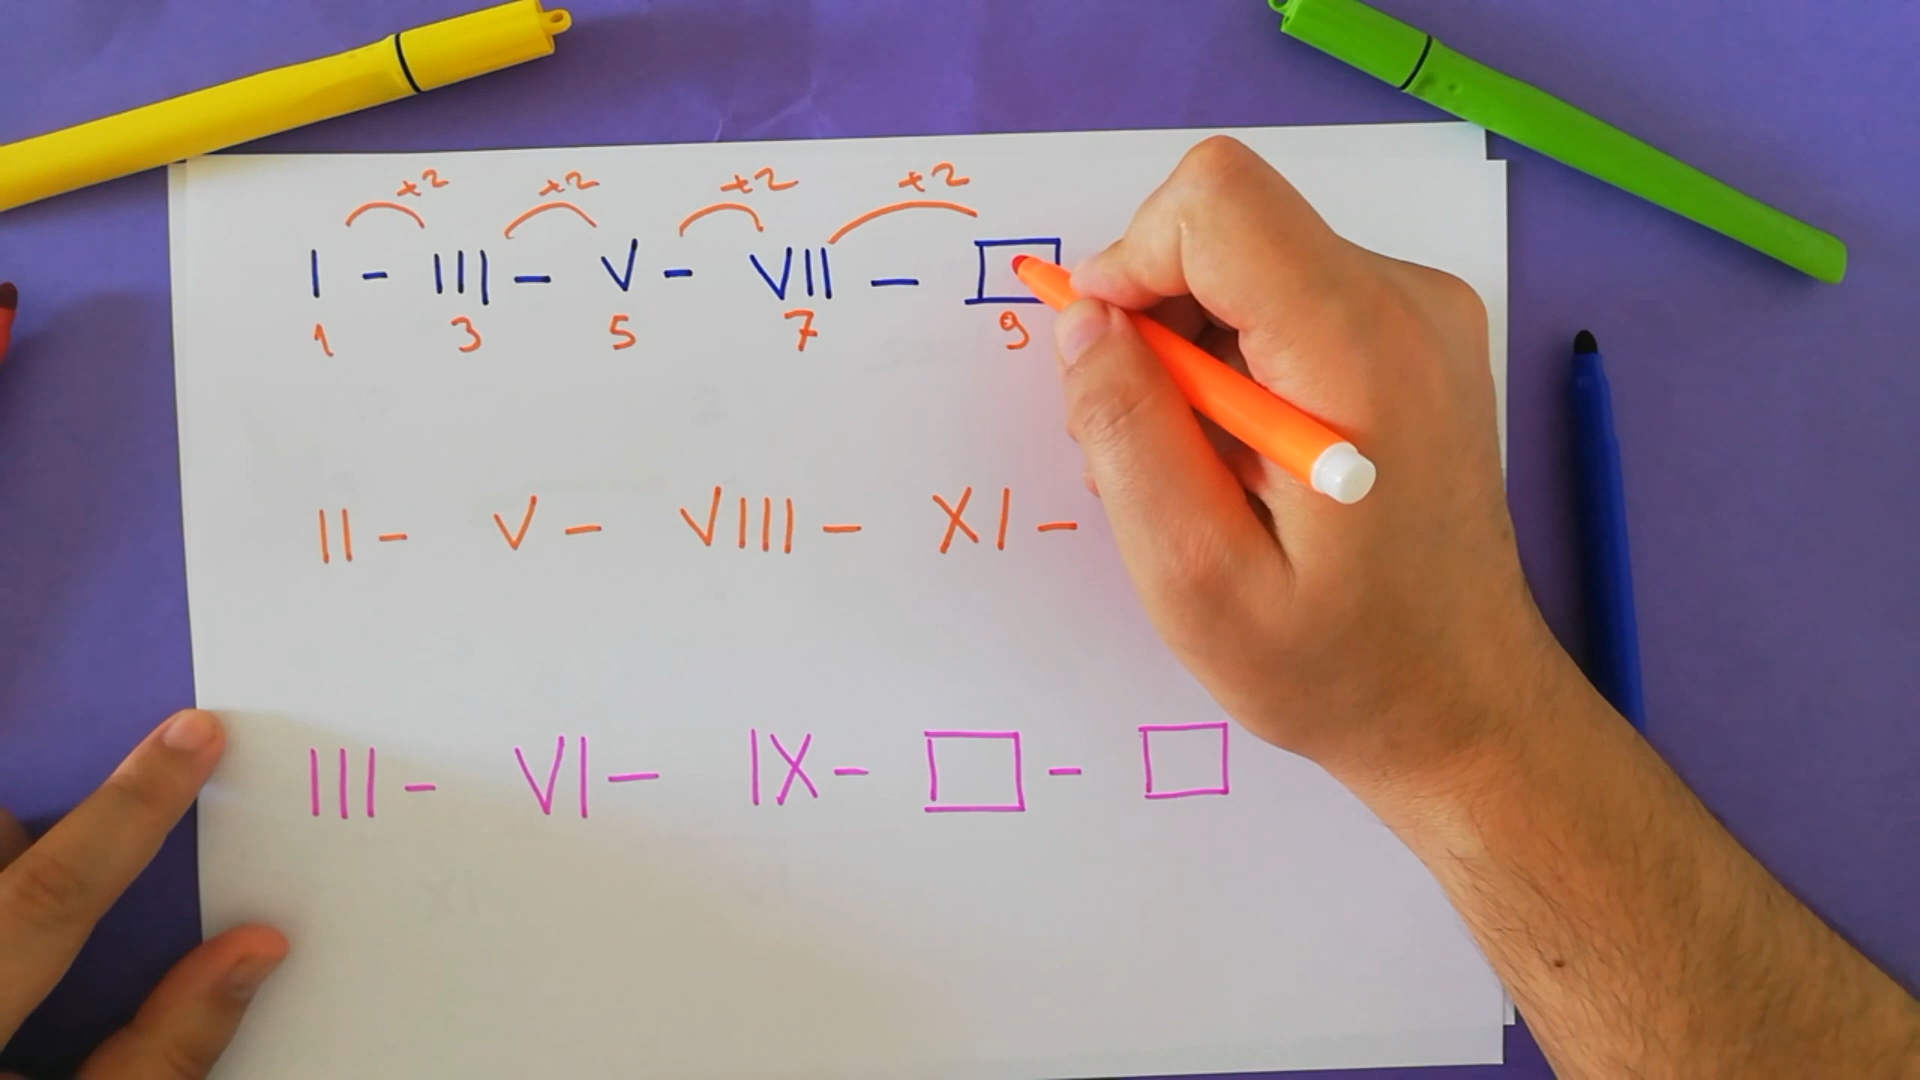 +2 +2 +2 +2
I - III - V - VII - □
1 3 5 7 9
II - V - VIII - XI -
III - VI - IX - □ - □